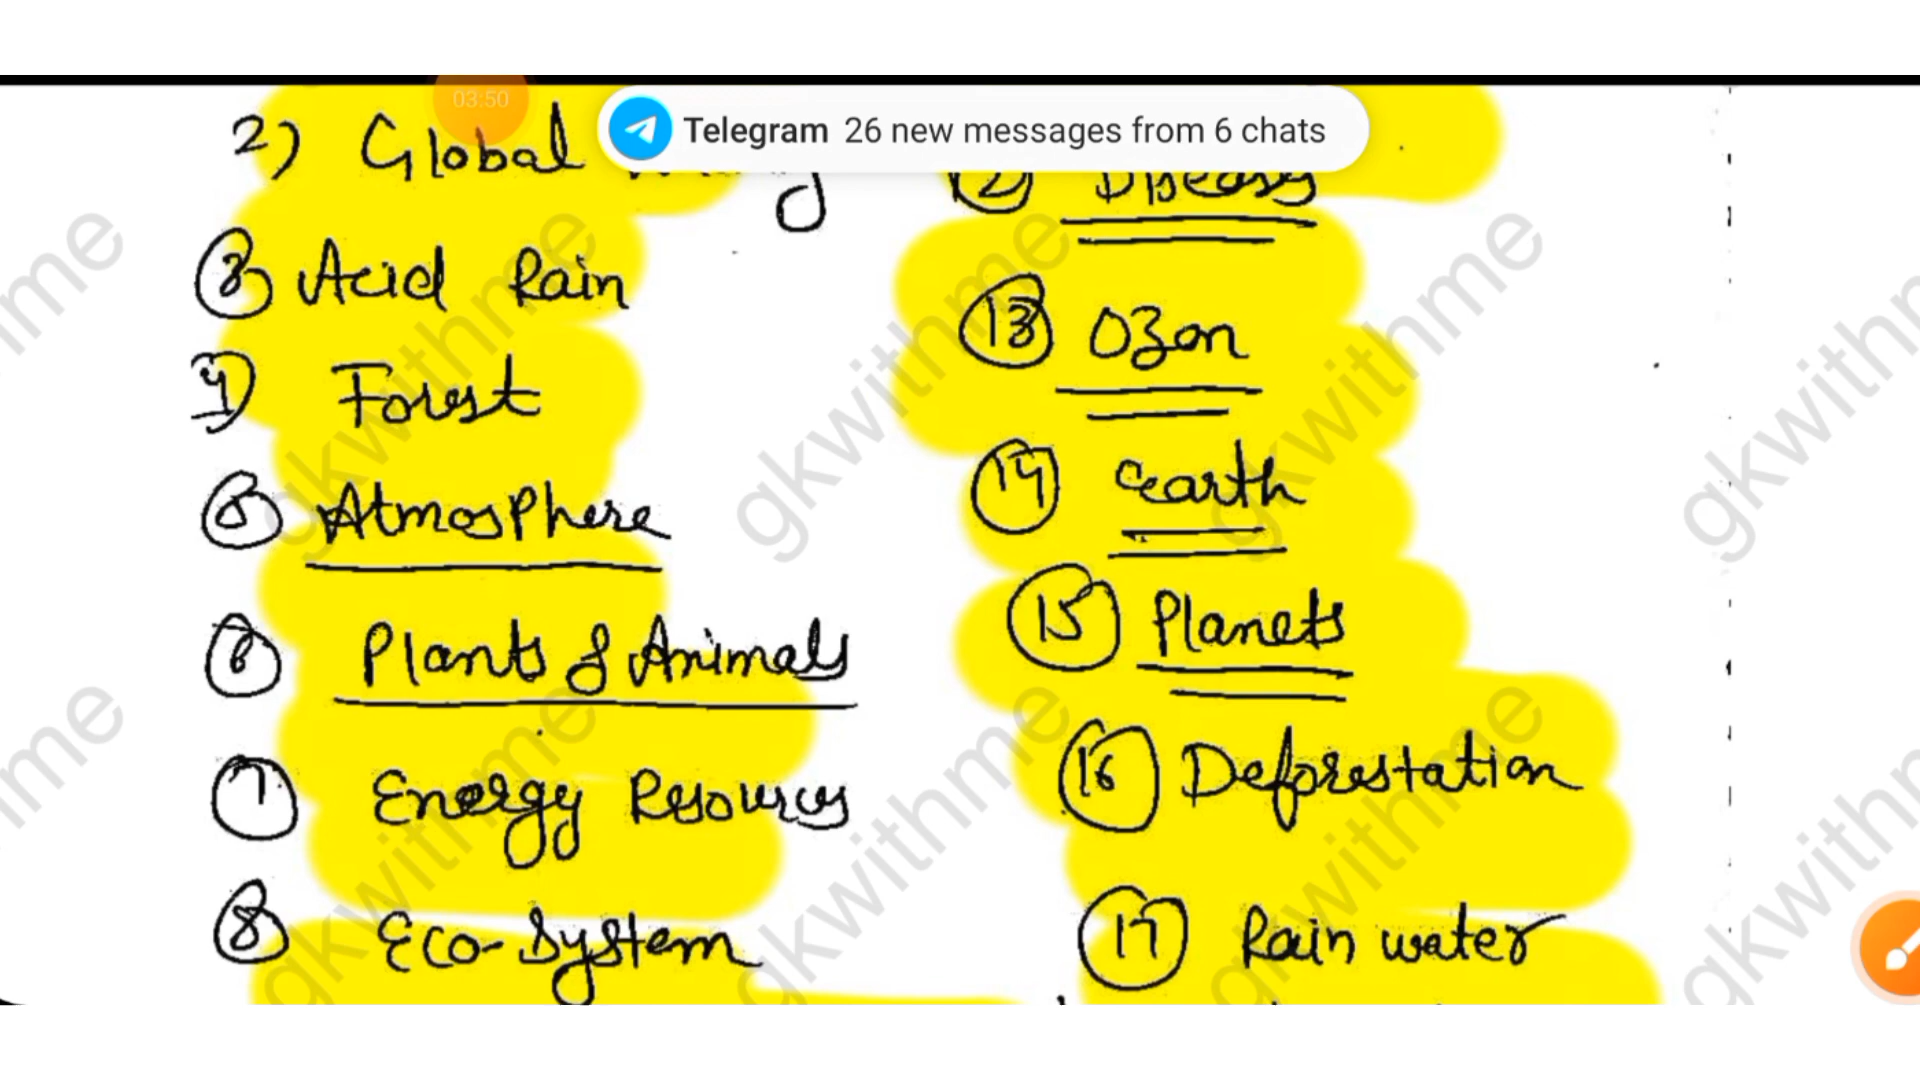 03:50
Telegram 26 new messages from 6 chats
2) Global
③ Acid Rain
4) Forest
⑤ Atmosphere
⑥ Plants & Animals
⑦ Energy Resources
⑧ Eco-System
⑫
⑬ Ozon
⑭ earth
⑮ Planets
⑯ Deforestation
⑰ Rain water
gkwithme